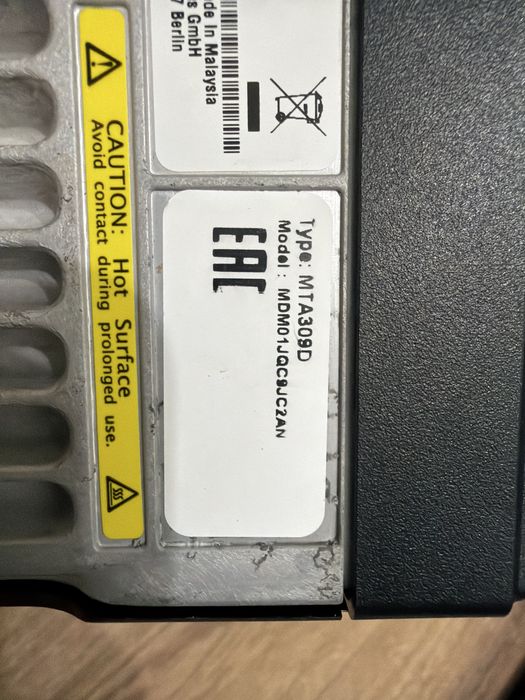 de In Malaysia
s GmbH
7 Berlin
CAUTION: Hot Surface
Avoid contact during prolonged use.
Type: MTA309D
Model: MDM01JQC9JC2AN
EAC